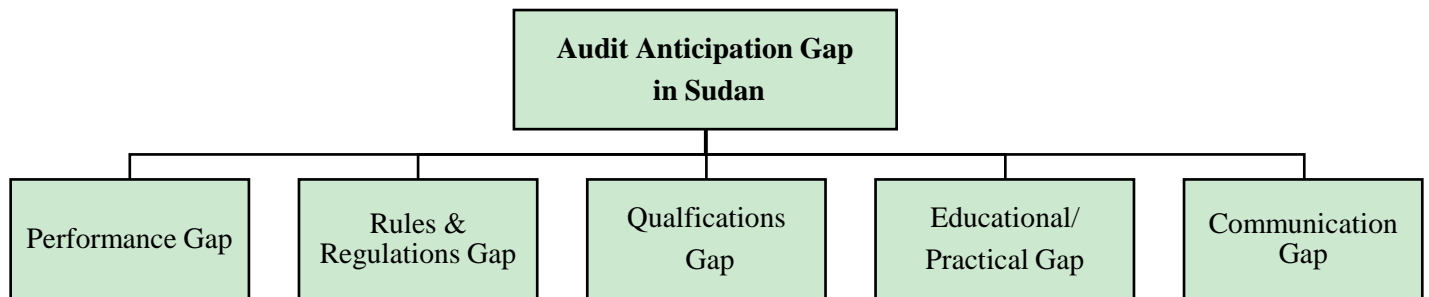 Audit Anticipation Gap
in Sudan
Performance Gap
Rules &
Regulations Gap
Qualfications
Gap
Educational/
Practical Gap
Communication
Gap